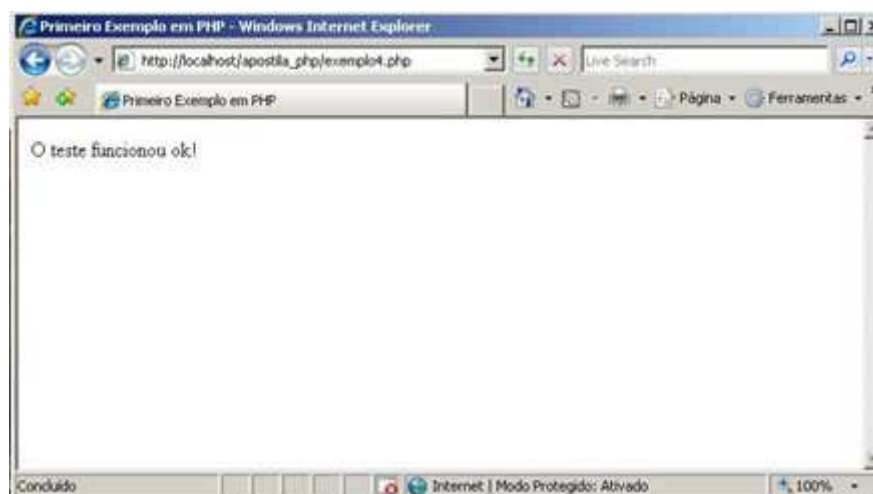 Primeiro Exemplo em PHP - Windows Internet Explorer
http://localhost/apostila_php/exemplo4.php
Live Search
Primeiro Exemplo em PHP
Página
Ferramentas
O teste funcionou ok!
Concluído
Internet | Modo Protegido: Ativado
100%